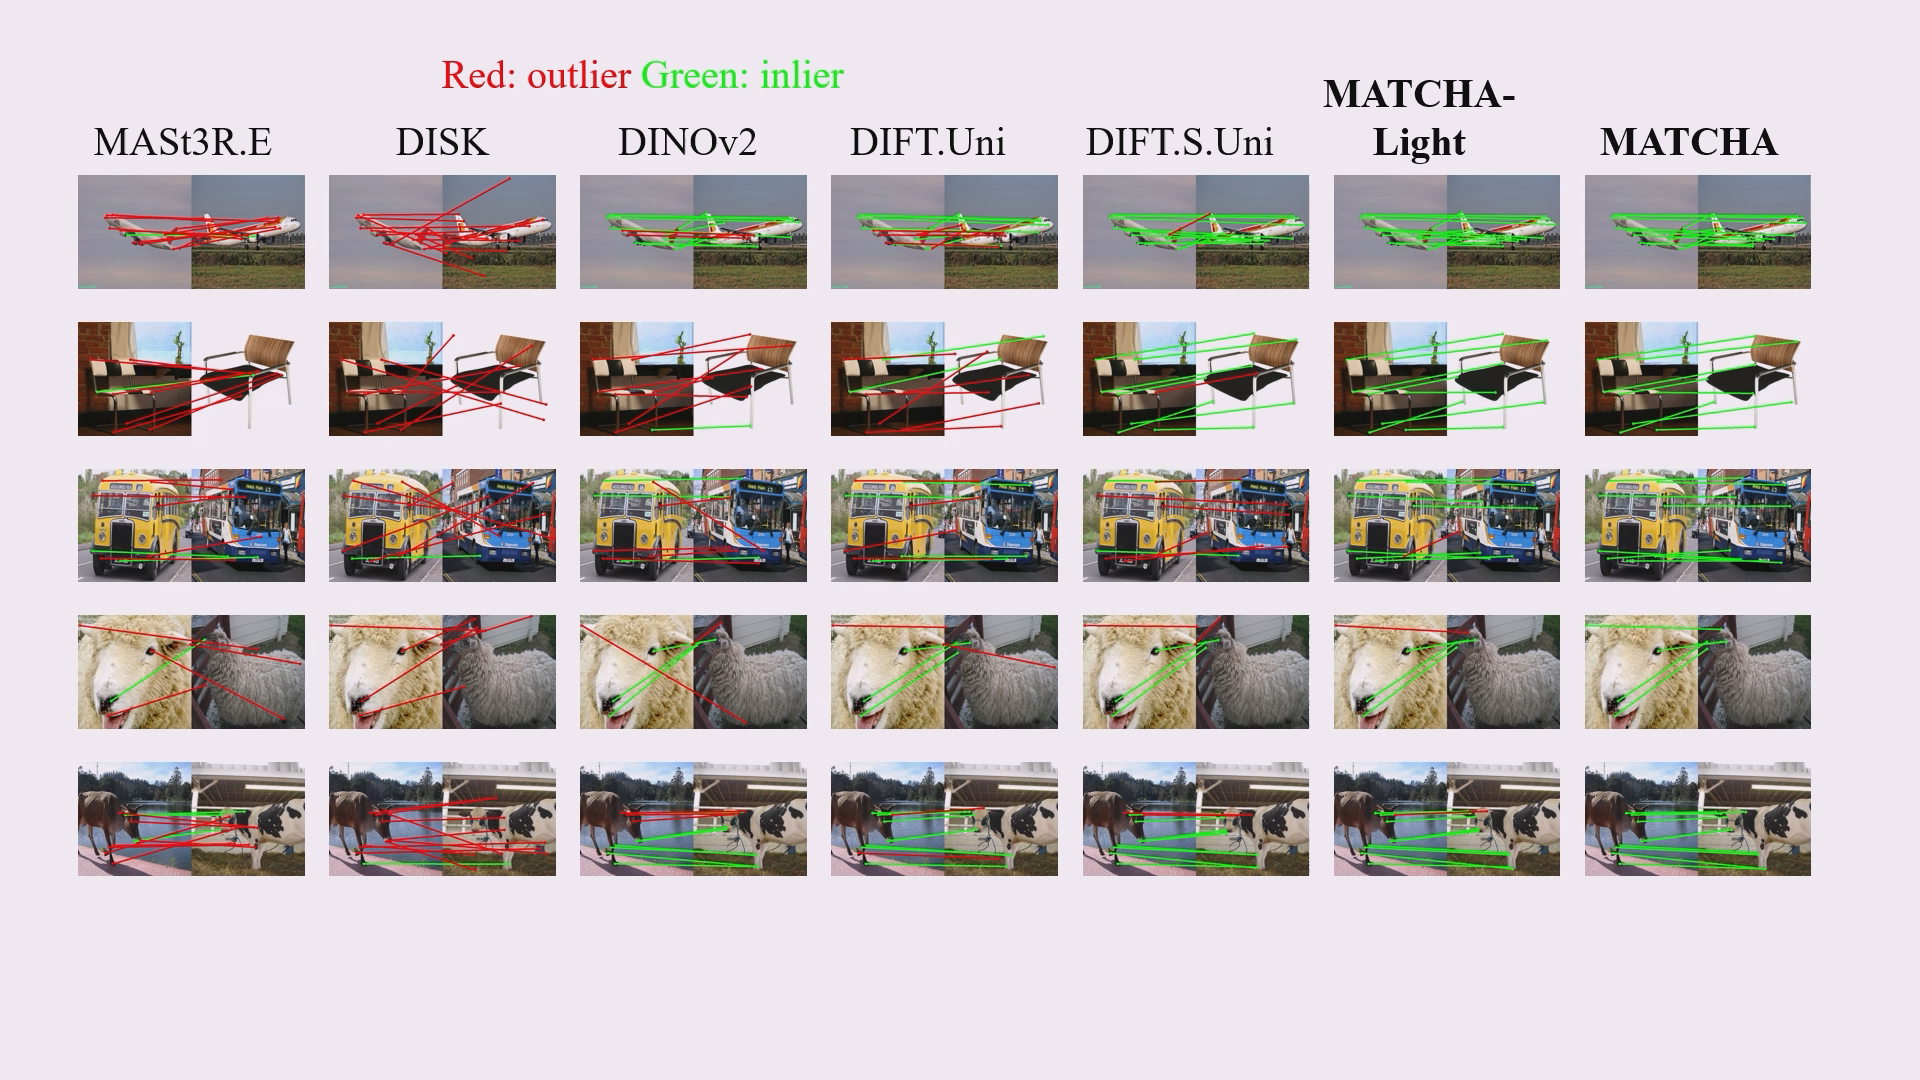 Red: outlier Green: inlier
MASt3R.E
DISK
DINOv2
DIFT.Uni
DIFT.S.Uni
MATCHA-
Light
MATCHA